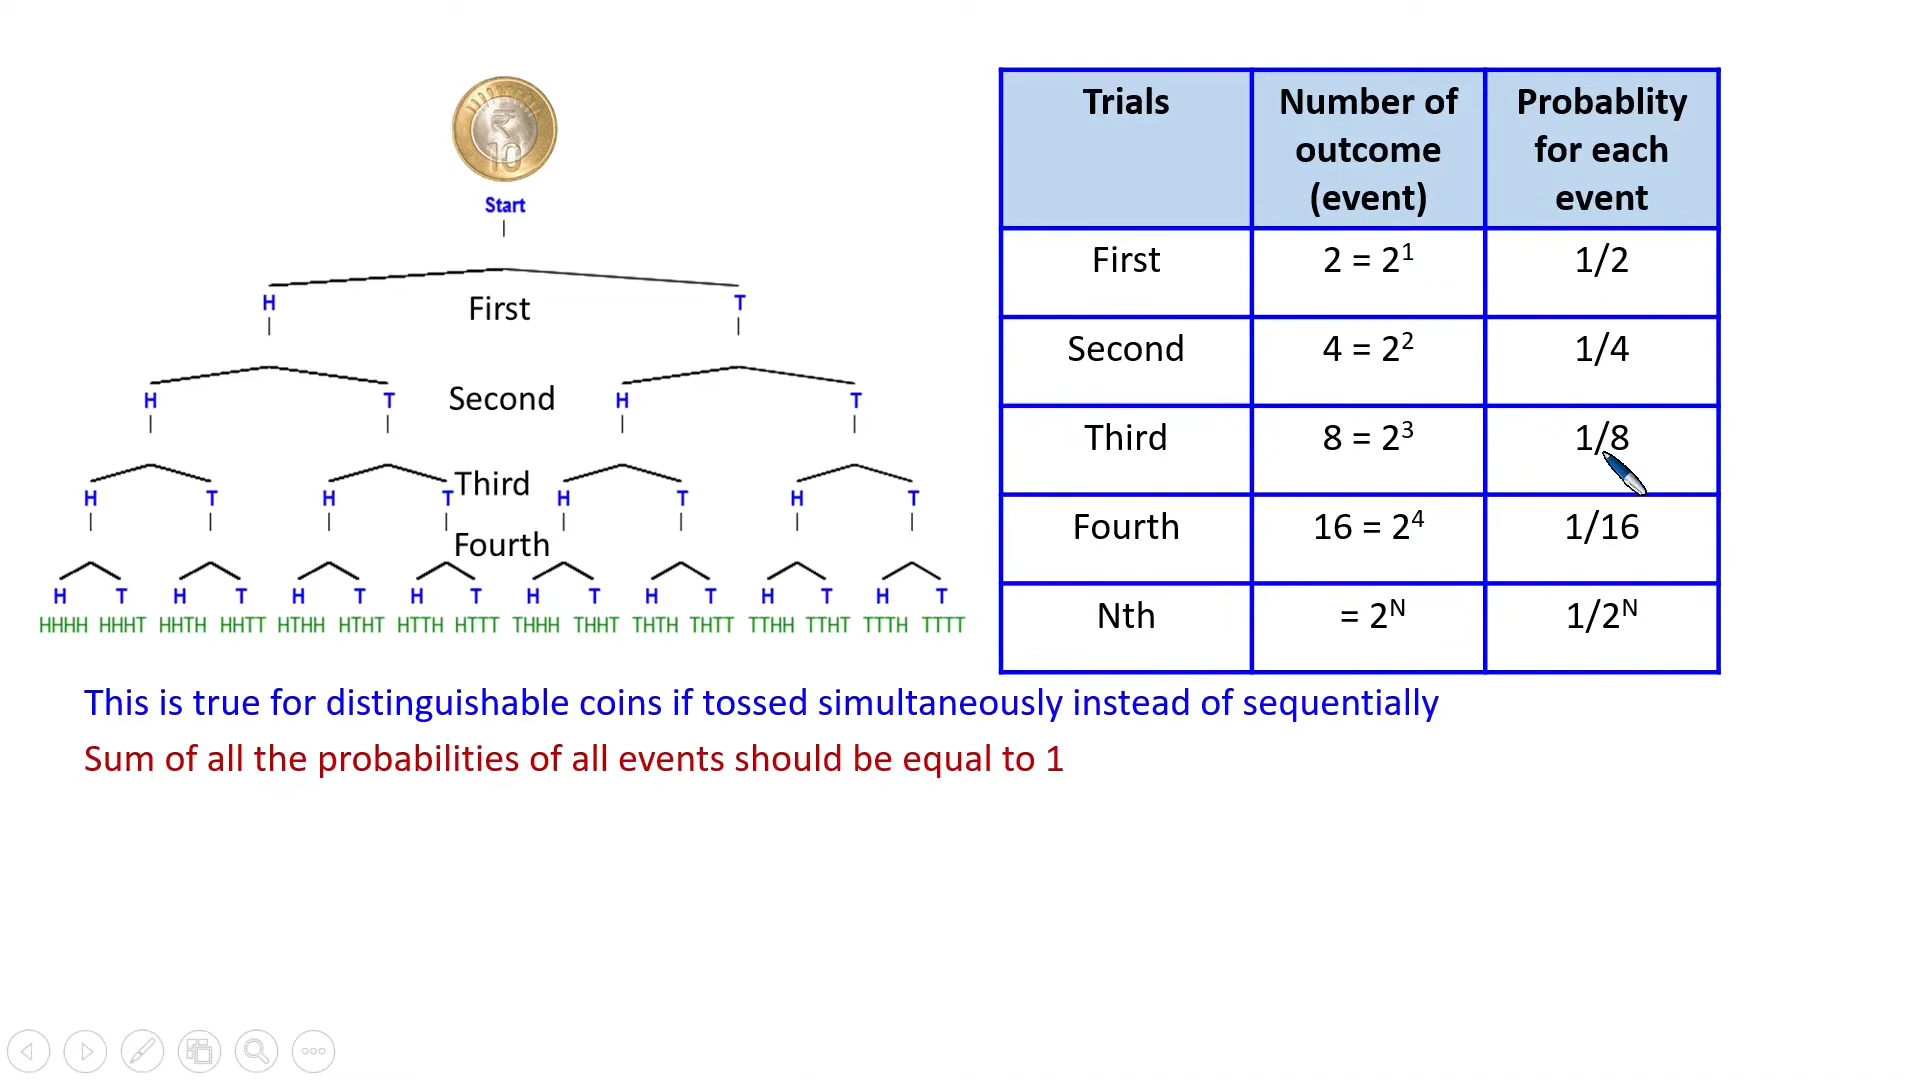 ₹
10
Start
H First T
H T Second H T
H T H T Third H T H T
Fourth
H T H T H T H T H T H T H T H T
HHHH HHHT HHTH HHTT HTHH HTHT HTTH HTTT THHH THHT THTH THTT TTHH TTHT TTTH TTTT
Trials Number of outcome (event) Probablity for each event
First 2 = 2¹ 1/2
Second 4 = 2² 1/4
Third 8 = 2³ 1/8
Fourth 16 = 2⁴ 1/16
Nth = 2ᴺ 1/2ᴺ
This is true for distinguishable coins if tossed simultaneously instead of sequentially
Sum of all the probabilities of all events should be equal to 1